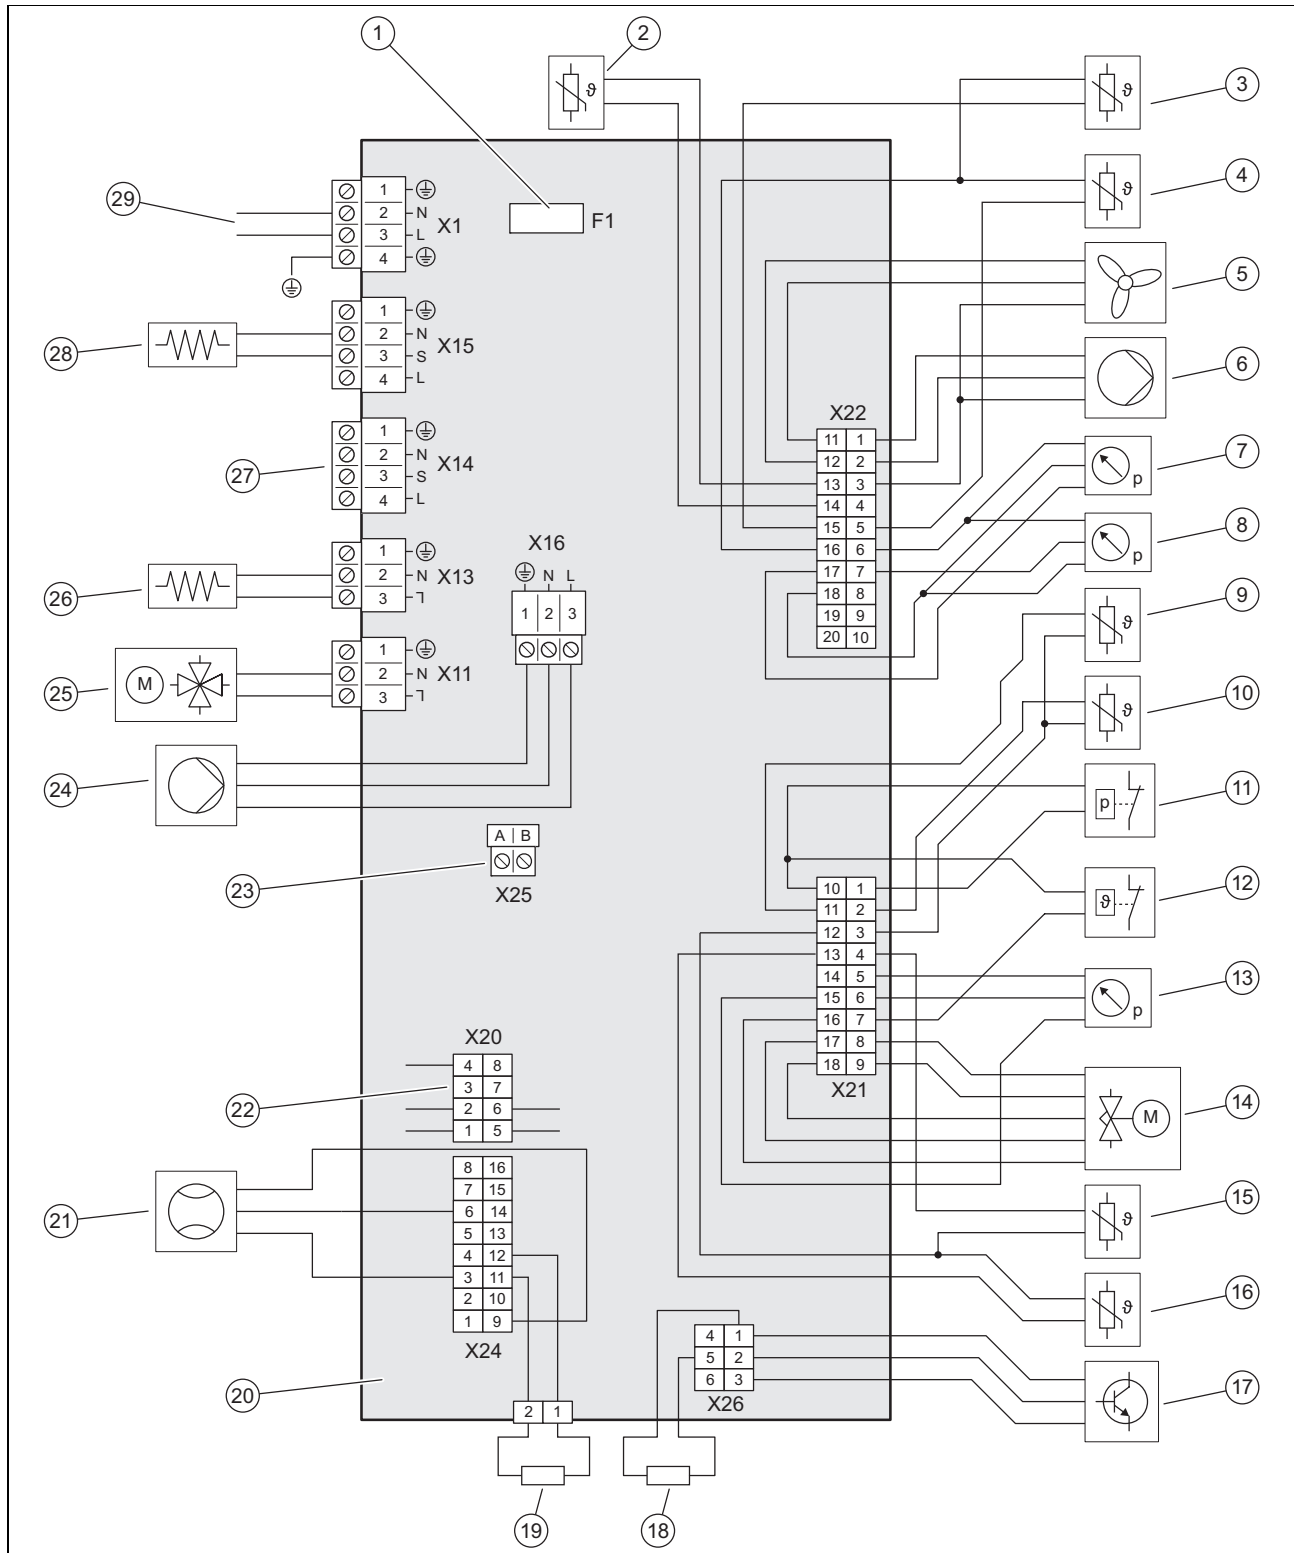 1
2
3
4
5
6
7
8
9
10
11
12
13
14
15
16
17
18
19
20
21
22
23
24
25
26
27
28
29
F1
ϑ
ϑ
ϑ
1
2 N
3 L
4
X1
1
2 N
3 S
4 L
X15
1
2 N
3 S
4 L
X14
1
2 N
3 ㄱ
X13
1
2 N
3 ㄱ
X11
M
X16
N L
1 2 3
A B
X25
X22
11 1
12 2
13 3
14 4
15 5
16 6
17 7
18 8
19 9
20 10
p
p
ϑ
ϑ
p
ϑ
p
M
ϑ
ϑ
10 1
11 2
12 3
13 4
14 5
15 6
16 7
17 8
18 9
X21
X20
4 8
3 7
2 6
1 5
8 16
7 15
6 14
5 13
4 12
3 11
2 10
1 9
X24
4 1
5 2
6 3
X26
2 1